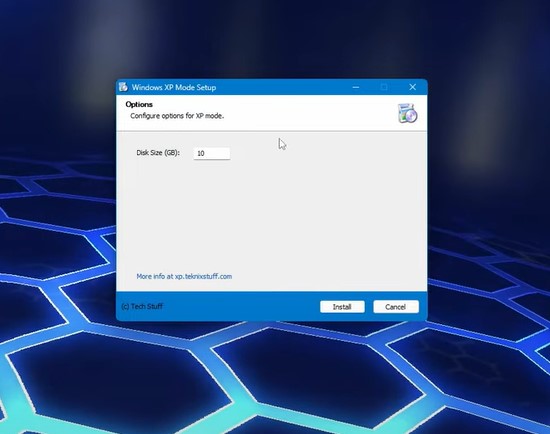 Windows XP Mode Setup
Options
Configure options for XP mode.
Disk Size (GB): 10
More info at xp.teknixstuff.com
(c) Tech Stuff
Install Cancel